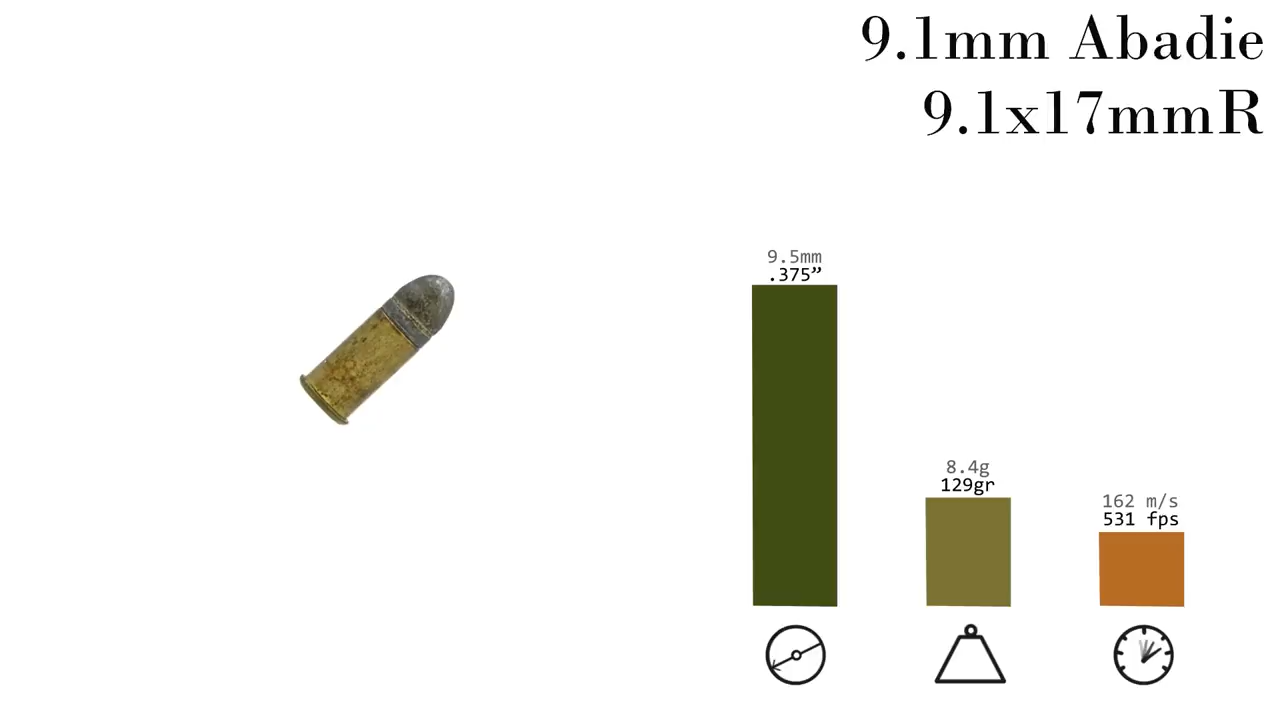 9.1mm Abadie
9.1x17mmR
9.5mm
.375”
8.4g
129gr
162 m/s
531 fps